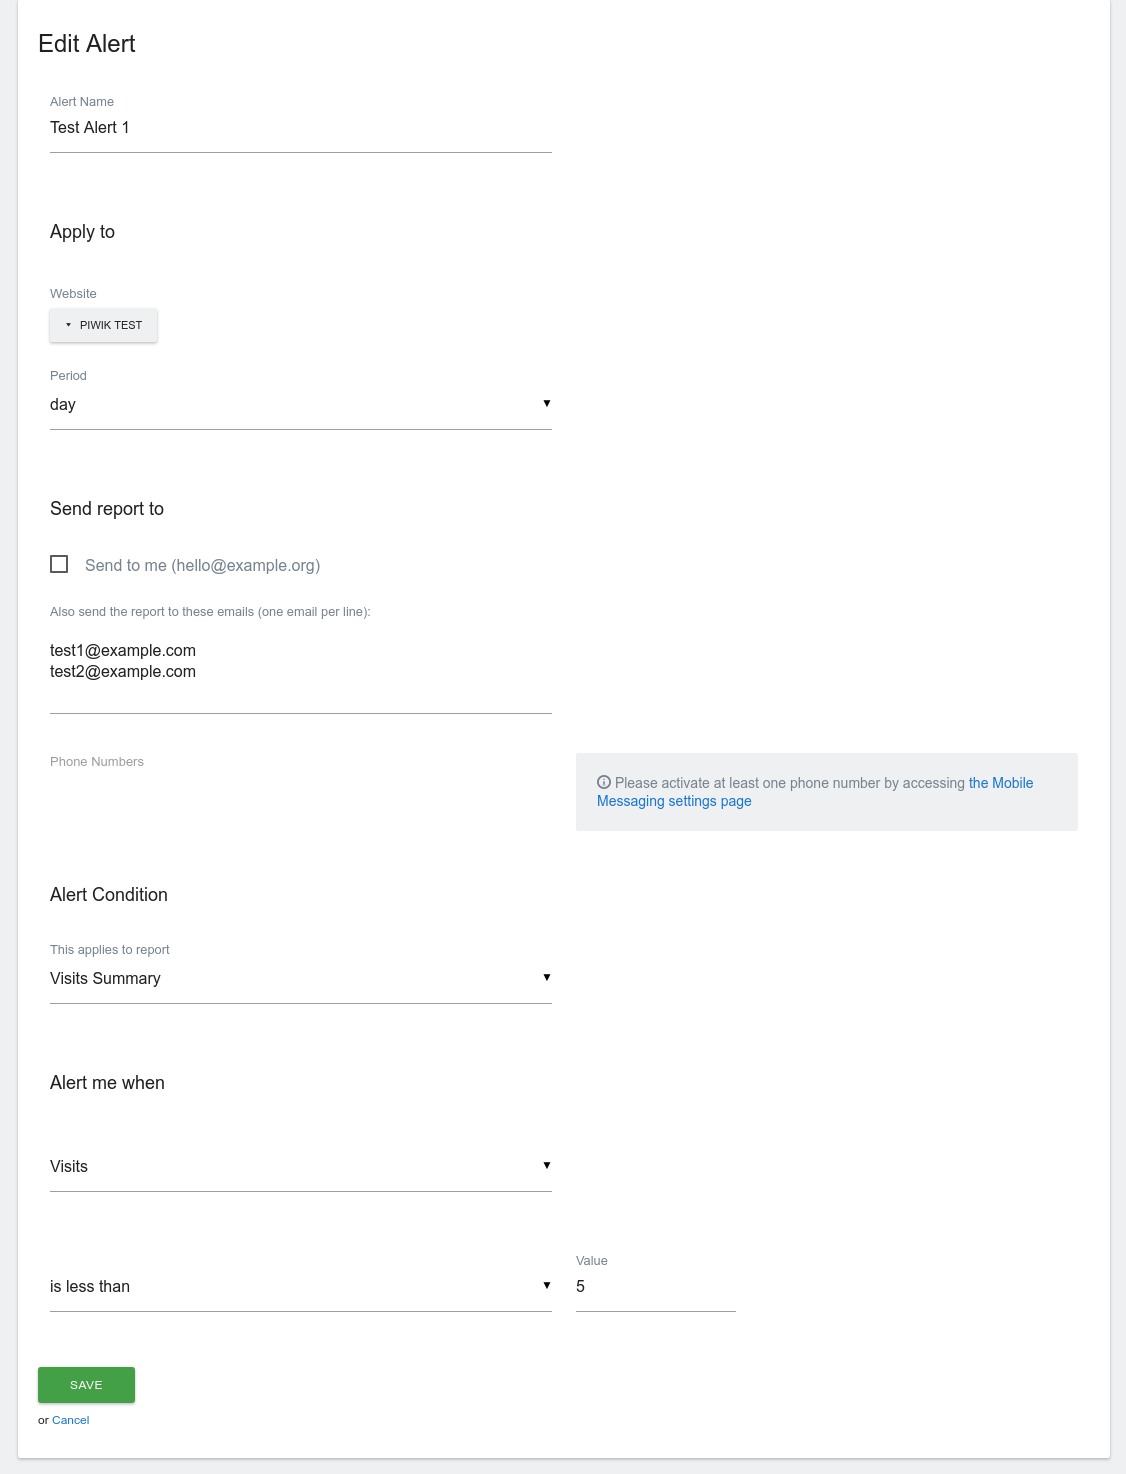 Edit Alert
Alert Name
Test Alert 1
Apply to
Website
PIWIK TEST
Period
day
Send report to
Send to me (hello@example.org)
Also send the report to these emails (one email per line):
test1@example.com
test2@example.com
Phone Numbers
Please activate at least one phone number by accessing the Mobile
Messaging settings page
Alert Condition
This applies to report
Visits Summary
Alert me when
Visits
is less than
Value
5
SAVE
or Cancel